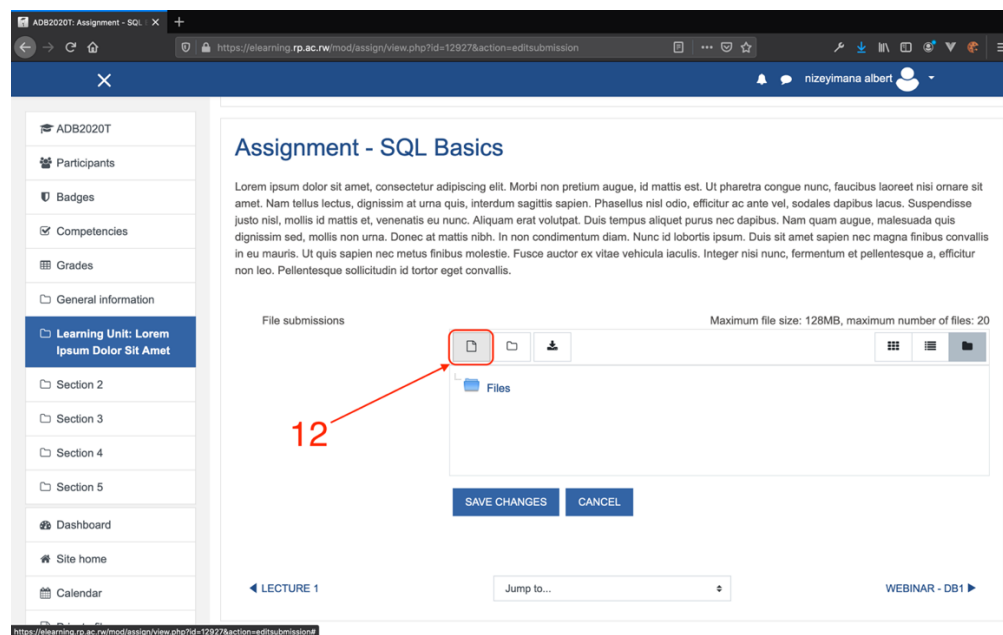 ADB2020T: Assignment - SQL
https://elearning.rp.ac.rw/mod/assign/view.php?id=12927&action=editsubmission
nizeyimana albert
ADB2020T
Participants
Badges
Competencies
Grades
General information
Learning Unit: Lorem
Ipsum Dolor Sit Amet
Section 2
Section 3
Section 4
Section 5
Dashboard
Site home
Calendar
Assignment - SQL Basics
Lorem ipsum dolor sit amet, consectetur adipiscing elit. Morbi non pretium augue, id mattis est. Ut pharetra congue nunc, faucibus laoreet nisi ornare sit
amet. Nam tellus lectus, dignissim at urna quis, interdum sagittis sapien. Phasellus nisl odio, efficitur ac ante vel, sodales dapibus lacus. Suspendisse
justo nisl, mollis id mattis et, venenatis eu nunc. Aliquam erat volutpat. Duis tempus aliquet purus nec dapibus. Nam quam augue, malesuada quis
dignissim sed, mollis non urna. Donec at mattis nibh. In non condimentum diam. Nunc id lobortis ipsum. Duis sit amet sapien nec magna finibus convallis
in eu mauris. Ut quis sapien nec metus finibus molestie. Fusce auctor ex vitae vehicula iaculis. Integer nisi nunc, fermentum et pellentesque a, efficitur
non leo. Pellentesque sollicitudin id tortor eget convallis.
File submissions
Maximum file size: 128MB, maximum number of files: 20
Files
12
SAVE CHANGES
CANCEL
LECTURE 1
Jump to...
WEBINAR - DB1
https://elearning.rp.ac.rw/mod/assign/view.php?id=12927&action=editsubmission#